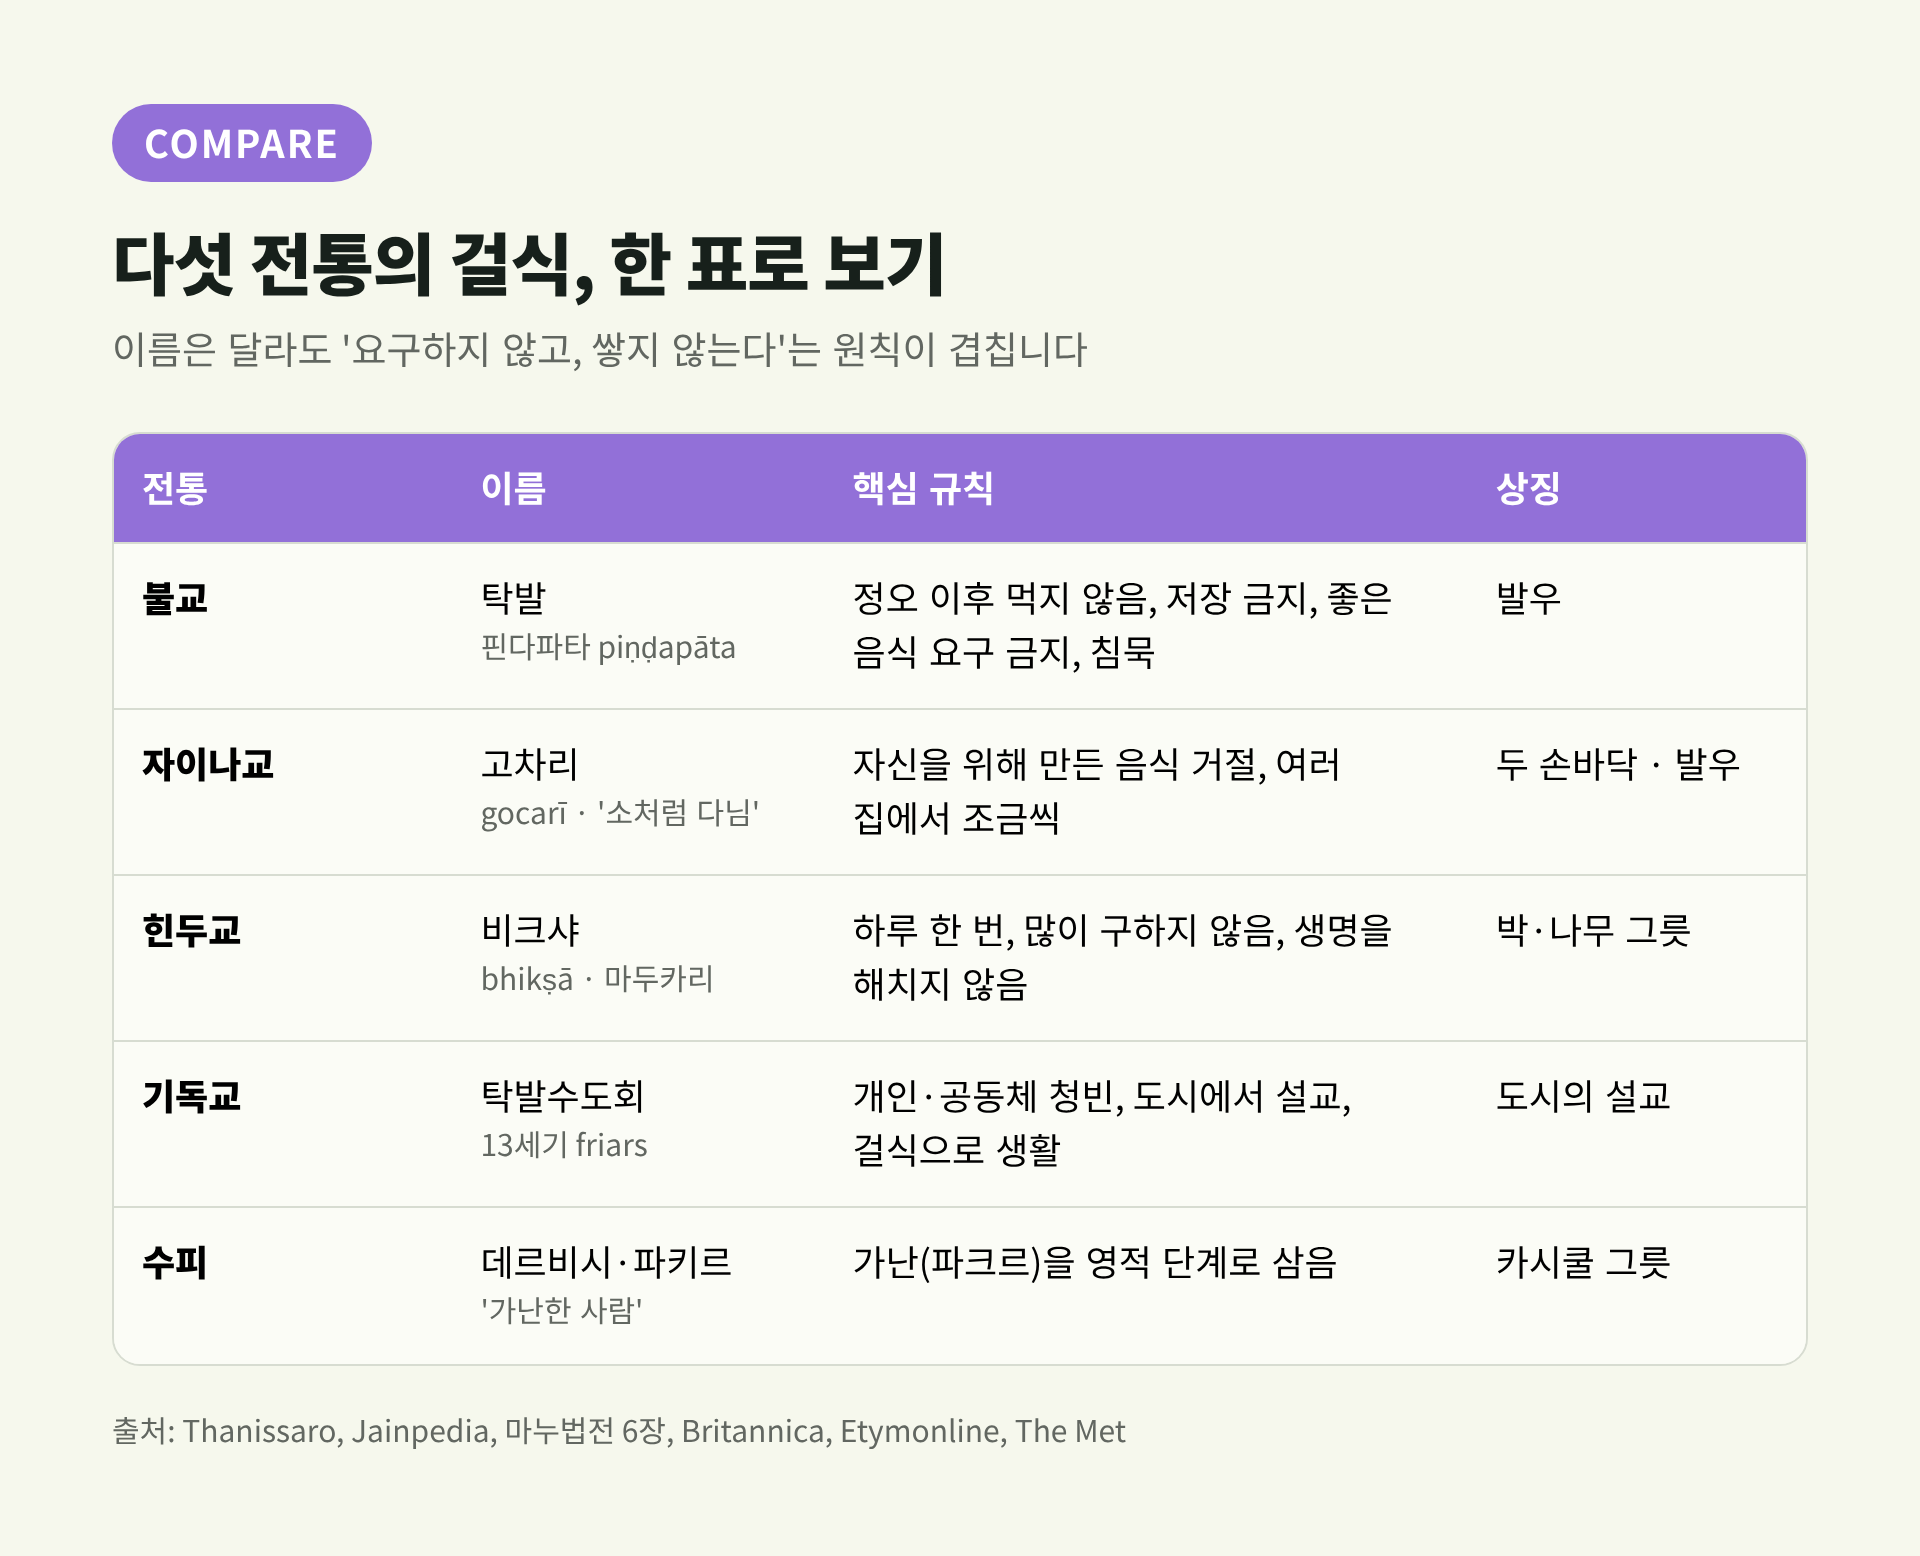 COMPARE
다섯 전통의 걸식, 한 표로 보기
이름은 달라도 '요구하지 않고, 쌓지 않는다'는 원칙이 겹칩니다
전통 이름 핵심 규칙 상징
불교 탁발 정오 이후 먹지 않음, 저장 금지, 좋은 발우
핀다파타 piṇḍapāta 음식 요구 금지, 침묵
자이나교 고차리 자신을 위해 만든 음식 거절, 여러 두 손바닥 · 발우
gocarī · '소처럼 다님' 집에서 조금씩
힌두교 비크샤 하루 한 번, 많이 구하지 않음, 생명을 박·나무 그릇
bhikṣā · 마두카리 해치지 않음
기독교 탁발수도회 개인·공동체 청빈, 도시에서 설교, 도시의 설교
13세기 friars 걸식으로 생활
수피 데르비시·파키르 가난(파크르)을 영적 단계로 삼음 카시쿨 그릇
'가난한 사람'
출처: Thanissaro, Jainpedia, 마누법전 6장, Britannica, Etymonline, The Met